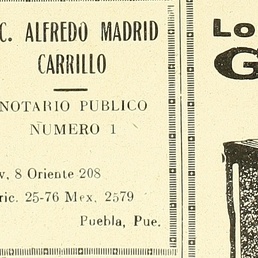 C. ALFREDO MADRID
CARRILLO
NOTARIO PUBLICO
NUMERO 1
v, 8 Oriente 208
ric. 25-76 Mex. 2579
Puebla, Pue.
Lo
G